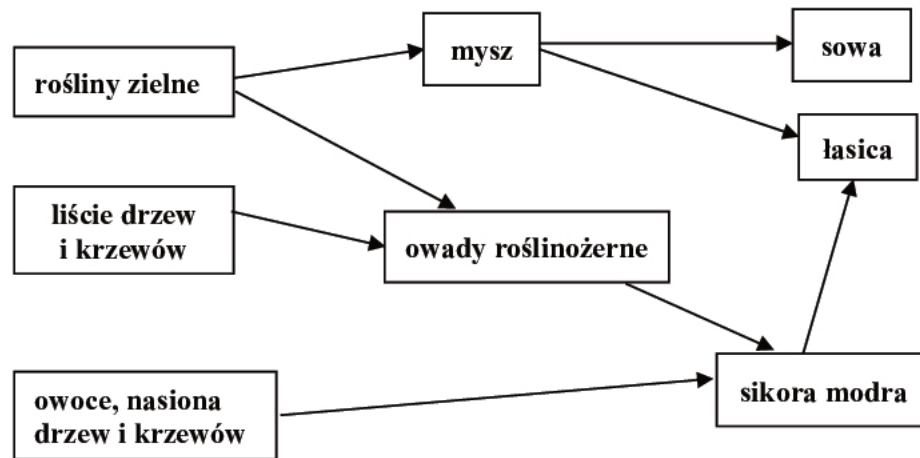 rośliny zielne
mysz
sowa
łasica
liście drzew
i krzewów
owady roślinożerne
owoce, nasiona
drzew i krzewów
sikora modra